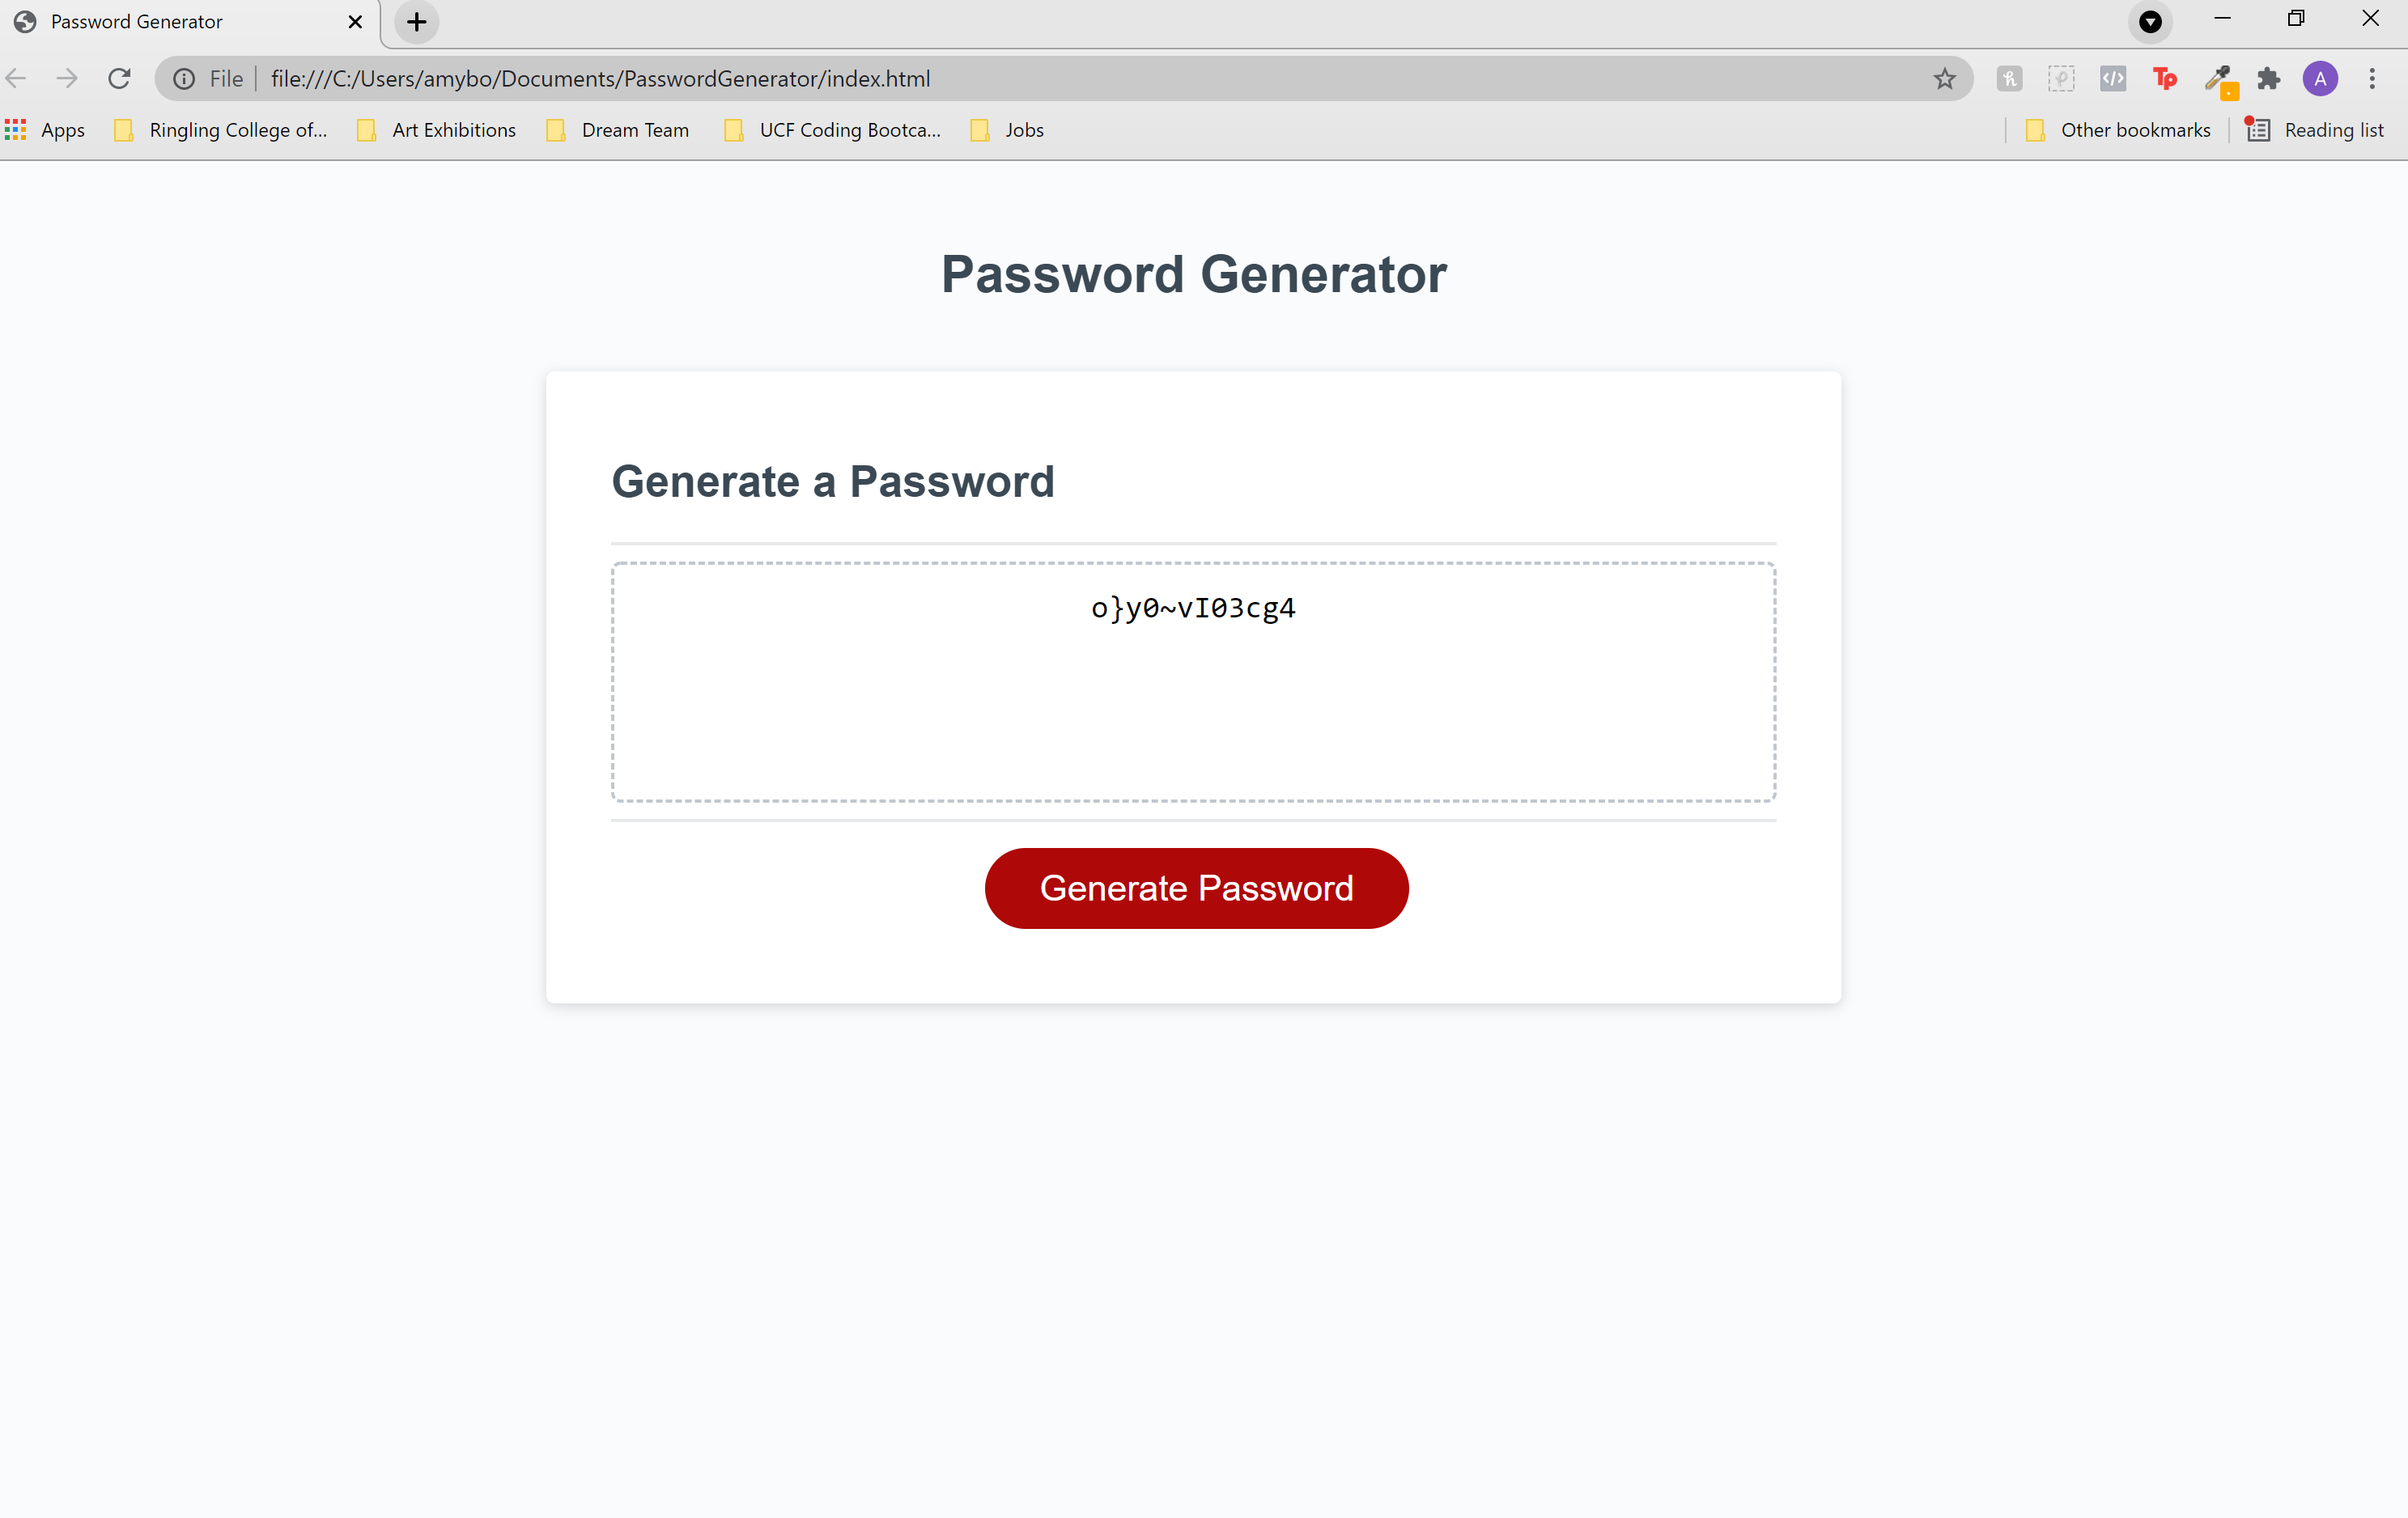 Password Generator
File file:///C:/Users/amybo/Documents/PasswordGenerator/index.html
Tp
A
Apps Ringling College of... Art Exhibitions Dream Team UCF Coding Bootca... Jobs Other bookmarks Reading list
Password Generator
Generate a Password
o}y0~vI03cg4
Generate Password